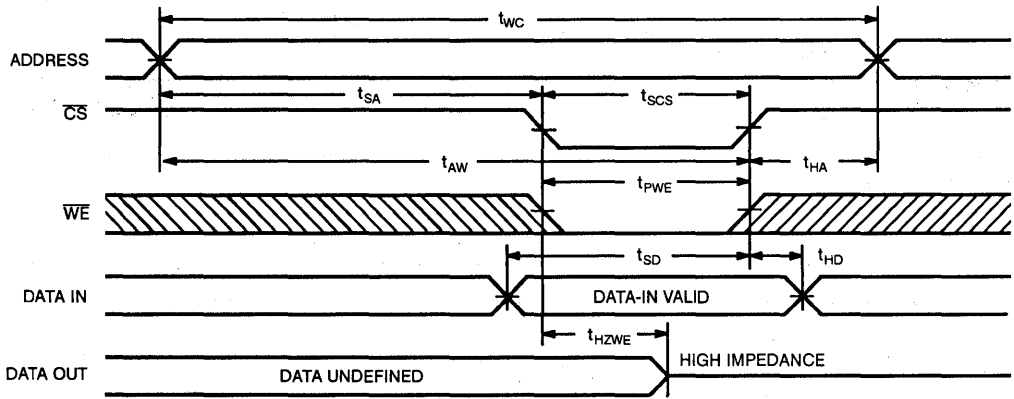 tWC
ADDRESS
tSA
tSCS
CS
tAW
tHA
tPWE
WE
tSD
tHD
DATA IN
DATA-IN VALID
tHZWE
HIGH IMPEDANCE
DATA OUT
DATA UNDEFINED